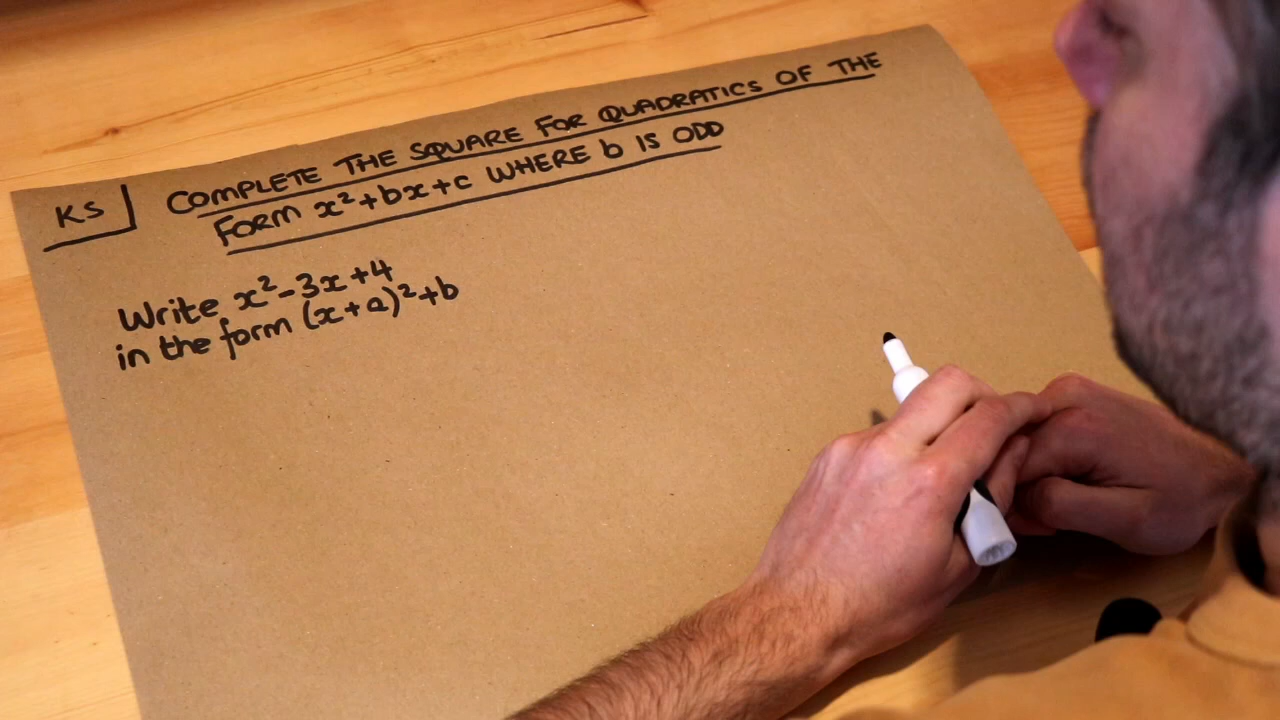 KS
COMPLETE THE SQUARE FOR QUADRATICS OF THE
FORM x²+bx+c WHERE b IS ODD
Write x²-3x+4
in the form (x+a)²+b